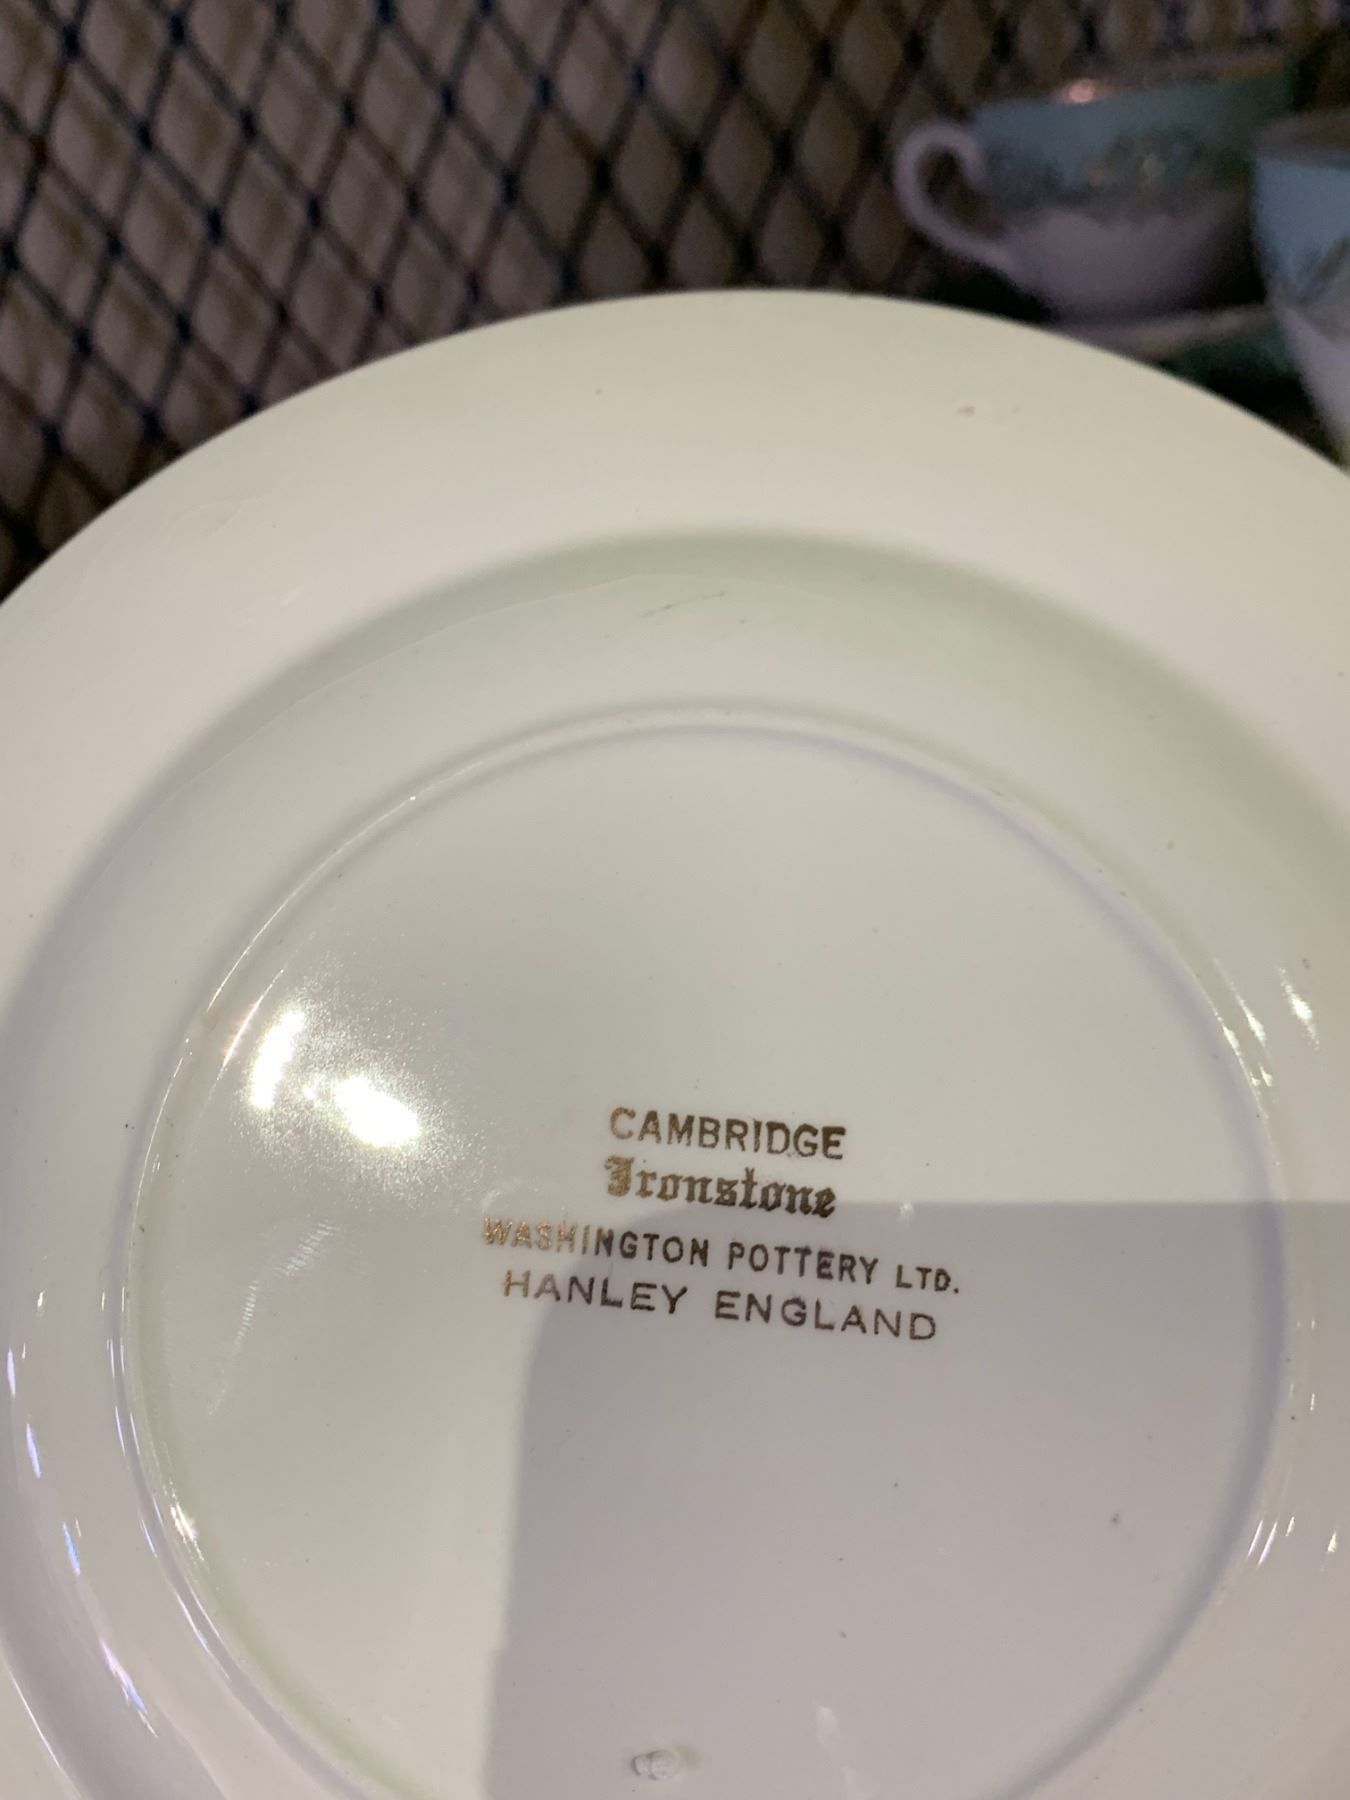 CAMBRIDGE
Ironstone
WASHINGTON POTTERY LTD.
HANLEY ENGLAND